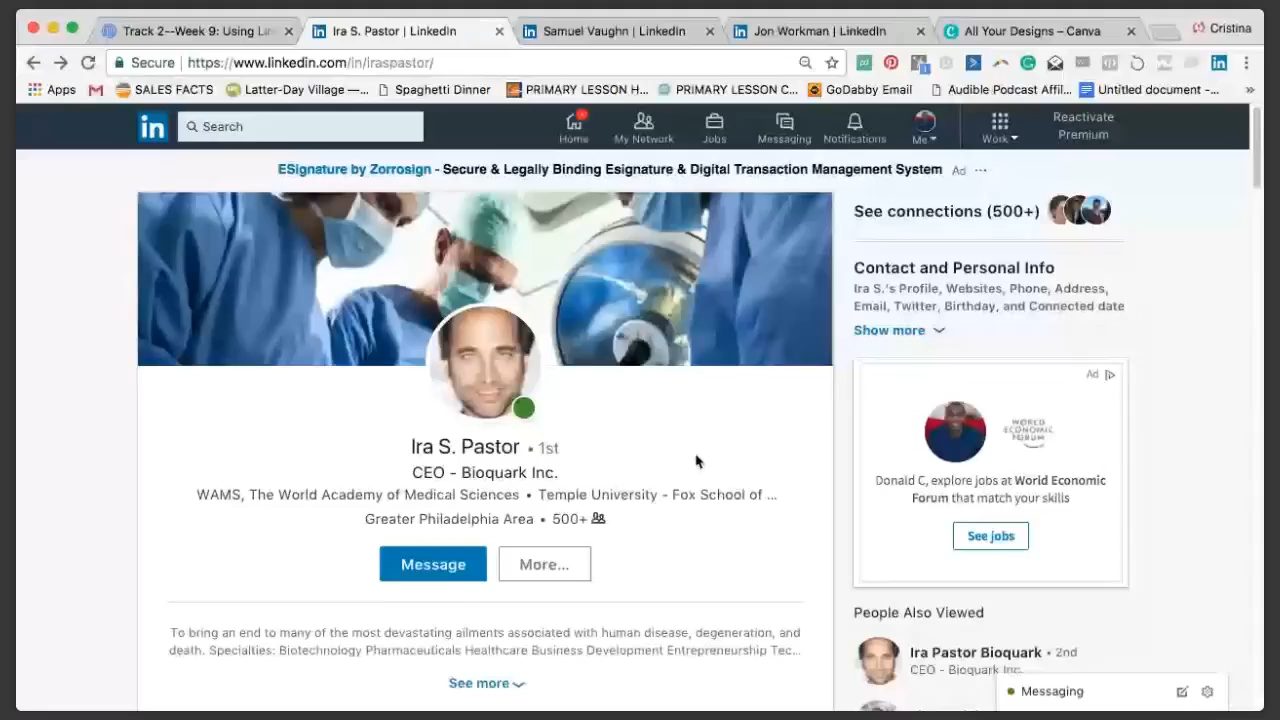 Track 2--Week 9: Using Lin
Ira S. Pastor | LinkedIn
Samuel Vaughn | LinkedIn
Jon Workman | LinkedIn
All Your Designs – Canva
Cristina
Secure
https://www.linkedin.com/in/iraspastor/
Apps
SALES FACTS
Latter-Day Village —...
Spaghetti Dinner
PRIMARY LESSON H...
PRIMARY LESSON C...
GoDabby Email
Audible Podcast Affil...
Untitled document -...
in
Search
Home
My Network
Jobs
Messaging
Notifications
Me
Work
Reactivate
Premium
ESignature by Zorrosign - Secure & Legally Binding Esignature & Digital Transaction Management System Ad ...
See connections (500+)
Contact and Personal Info
Ira S.'s Profile, Websites, Phone, Address,
Email, Twitter, Birthday, and Connected date
Show more
Ad
WORLD
ECONOMIC
FORUM
Donald C, explore jobs at World Economic
Forum that match your skills
See jobs
Ira S. Pastor • 1st
CEO - Bioquark Inc.
WAMS, The World Academy of Medical Sciences • Temple University - Fox School of ...
Greater Philadelphia Area • 500+
Message
More...
To bring an end to many of the most devastating ailments associated with human disease, degeneration, and
death. Specialties: Biotechnology Pharmaceuticals Healthcare Business Development Entrepreneurship Tec...
See more
People Also Viewed
Ira Pastor Bioquark • 2nd
CEO - Bioquark Inc.
Messaging